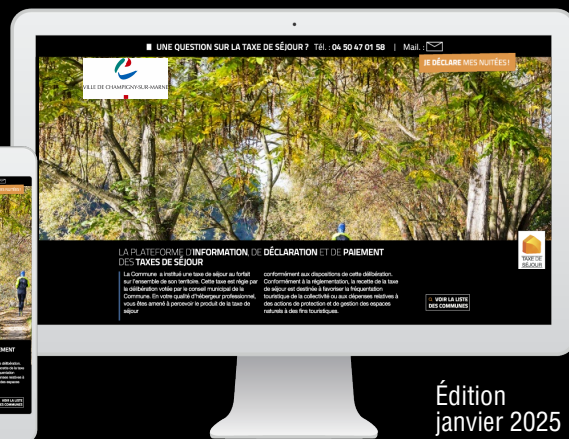 UNE QUESTION SUR LA TAXE DE SÉJOUR ? Tél. : 04 50 47 01 58 | Mail. :
JE DÉCLARE MES NUITÉES !
VILLE DE CHAMPIGNY-SUR-MARNE
LA PLATEFORME D'INFORMATION, DE DÉCLARATION ET DE PAIEMENT
DES TAXES DE SÉJOUR
La Commune a institué une taxe de séjour au forfait
sur l'ensemble de son territoire. Cette taxe est régie par
la délibération votée par le conseil municipal de la
Commune. En votre qualité d'hébergeur professionnel,
vous êtes amené à percevoir le produit de la taxe de
séjour
conformément aux dispositions de cette délibération.
Conformément à la réglementation, la recette de la taxe
de séjour est destinée à favoriser la fréquentation
touristique de la collectivité ou aux dépenses relatives à
des actions de protection et de gestion des espaces
naturels à des fins touristiques.
TAXE DE
SÉJOUR
VOIR LA LISTE
DES COMMUNES
EMENT
VOIR LA LISTE
DES COMMUNES
Édition
janvier 2025